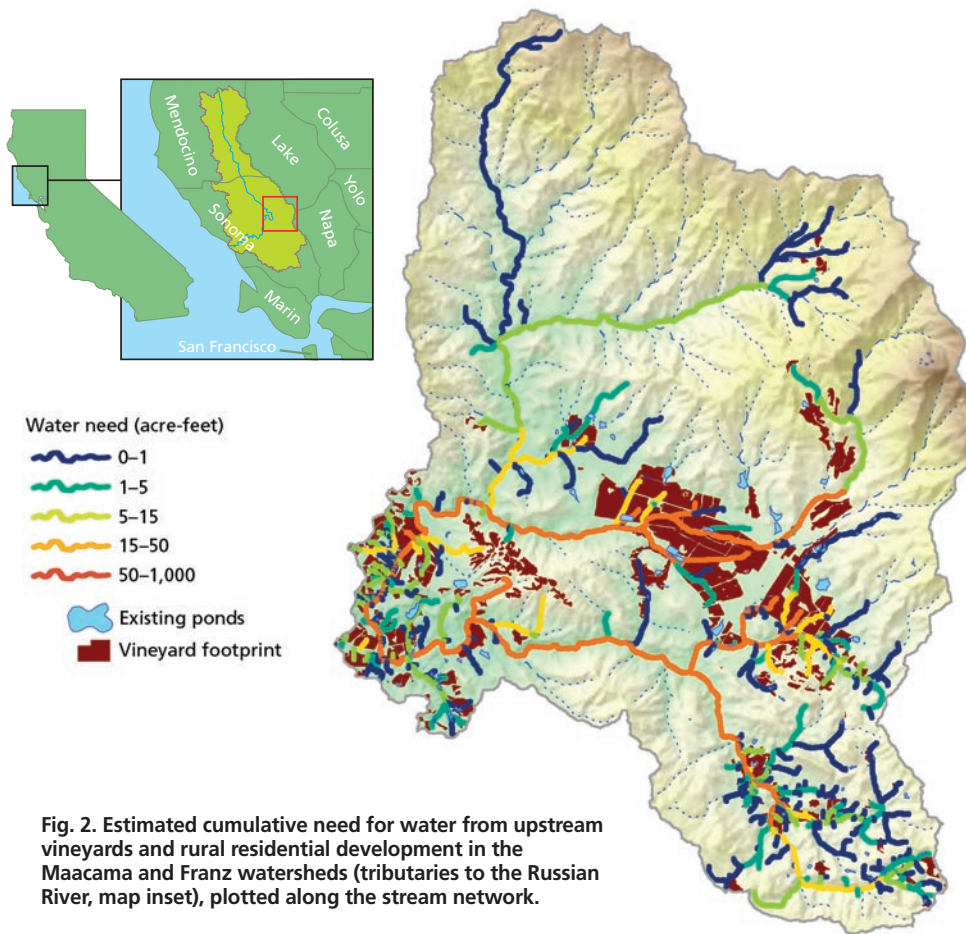 Mendocino
Lake
Colusa
Yolo
Sonoma
Napa
Marin
San Francisco
Water need (acre-feet)
0–1
1–5
5–15
15–50
50–1,000
Existing ponds
Vineyard footprint
Fig. 2. Estimated cumulative need for water from upstream
vineyards and rural residential development in the
Maacama and Franz watersheds (tributaries to the Russian
River, map inset), plotted along the stream network.